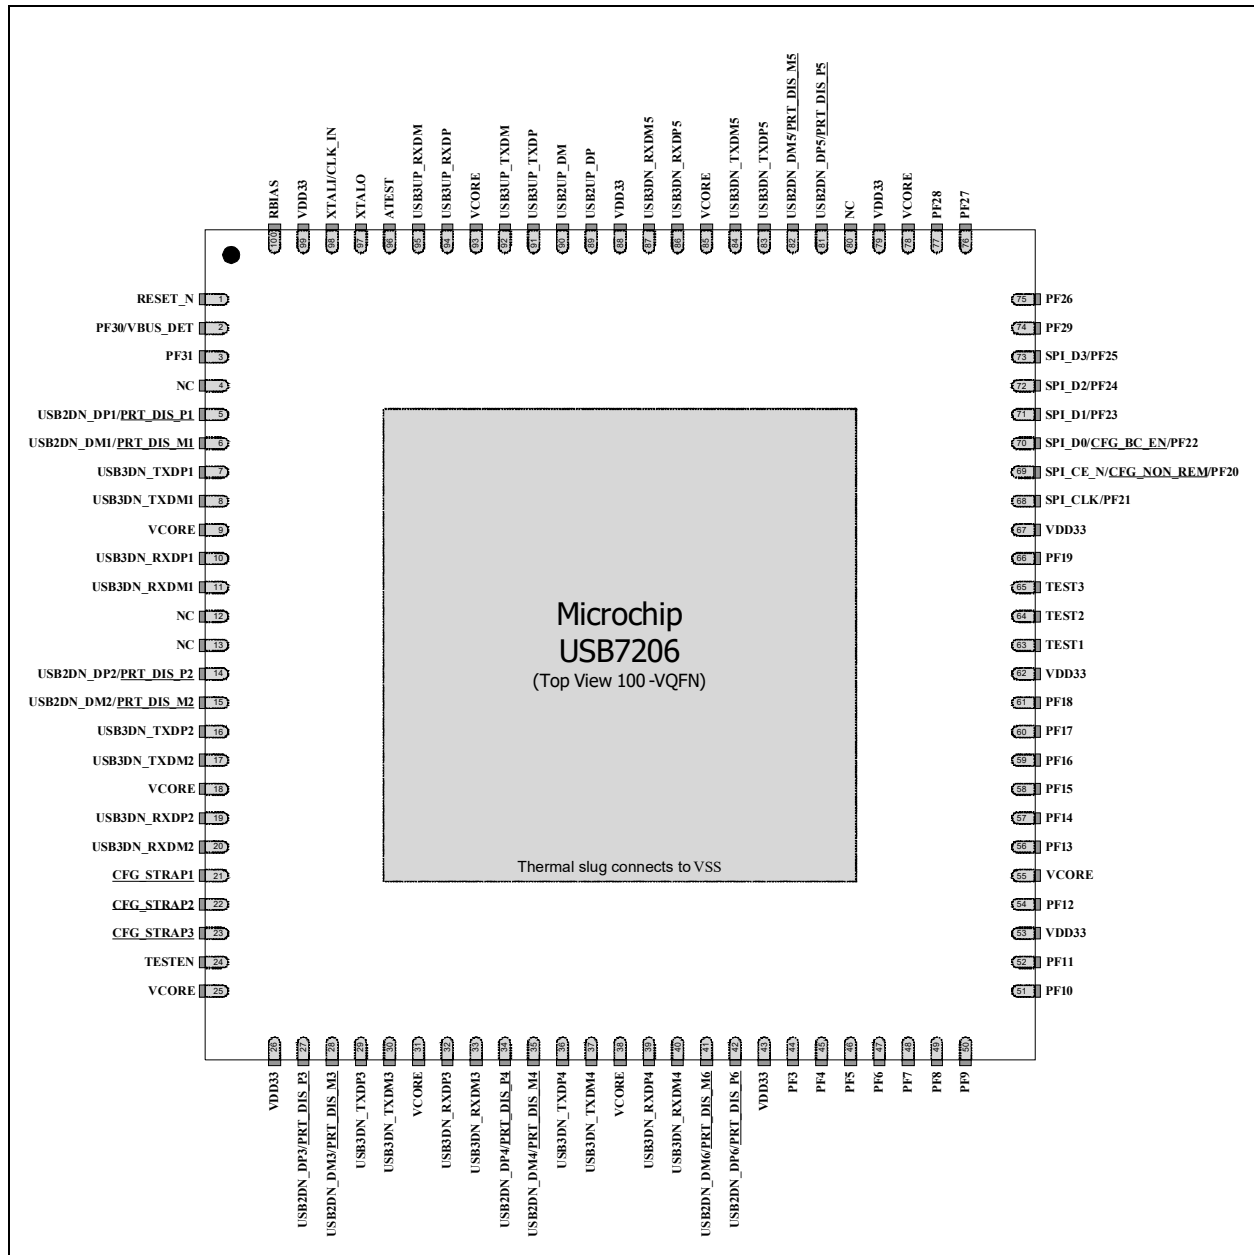 RBIAS
VDD33
XTALI/CLK_IN
XTALO
ATEST
USB3UP_RXDM
USB3UP_RXDP
VCORE
USB3UP_TXDM
USB3UP_TXDP
USB2UP_DM
USB2UP_DP
VDD33
USB3DN_RXDM5
USB3DN_RXDP5
VCORE
USB3DN_TXDM5
USB3DN_TXDP5
USB2DN_DM5/PRT_DIS_M5
USB2DN_DP5/PRT_DIS_P5
NC
VDD33
VCORE
PF28
PF27
100
99
98
97
96
95
94
93
92
91
90
89
88
87
86
85
84
83
82
81
80
79
78
77
76
RESET_N 1
PF30/VBUS_DET 2
PF31 3
NC 4
USB2DN_DP1/PRT_DIS_P1 5
USB2DN_DM1/PRT_DIS_M1 6
USB3DN_TXDP1 7
USB3DN_TXDM1 8
VCORE 9
USB3DN_RXDP1 10
USB3DN_RXDM1 11
NC 12
NC 13
USB2DN_DP2/PRT_DIS_P2 14
USB2DN_DM2/PRT_DIS_M2 15
USB3DN_TXDP2 16
USB3DN_TXDM2 17
VCORE 18
USB3DN_RXDP2 19
USB3DN_RXDM2 20
CFG_STRAP1 21
CFG_STRAP2 22
CFG_STRAP3 23
TESTEN 24
VCORE 25
Microchip
USB7206
(Top View 100-VQFN)
Thermal slug connects to VSS
75 PF26
74 PF29
73 SPI_D3/PF25
72 SPI_D2/PF24
71 SPI_D1/PF23
70 SPI_D0/CFG_BC_EN/PF22
69 SPI_CE_N/CFG_NON_REM/PF20
68 SPI_CLK/PF21
67 VDD33
66 PF19
65 TEST3
64 TEST2
63 TEST1
62 VDD33
61 PF18
60 PF17
59 PF16
58 PF15
57 PF14
56 PF13
55 VCORE
54 PF12
53 VDD33
52 PF11
51 PF10
26
27
28
29
30
31
32
33
34
35
36
37
38
39
40
41
42
43
44
45
46
47
48
49
50
VDD33
USB2DN_DP3/PRT_DIS_P3
USB2DN_DM3/PRT_DIS_M3
USB3DN_TXDP3
USB3DN_TXDM3
VCORE
USB3DN_RXDP3
USB3DN_RXDM3
USB2DN_DP4/PRT_DIS_P4
USB2DN_DM4/PRT_DIS_M4
USB3DN_TXDP4
USB3DN_TXDM4
VCORE
USB3DN_RXDP4
USB3DN_RXDM4
USB2DN_DM6/PRT_DIS_M6
USB2DN_DP6/PRT_DIS_P6
VDD33
PF3
PF4
PF5
PF6
PF7
PF8
PF9